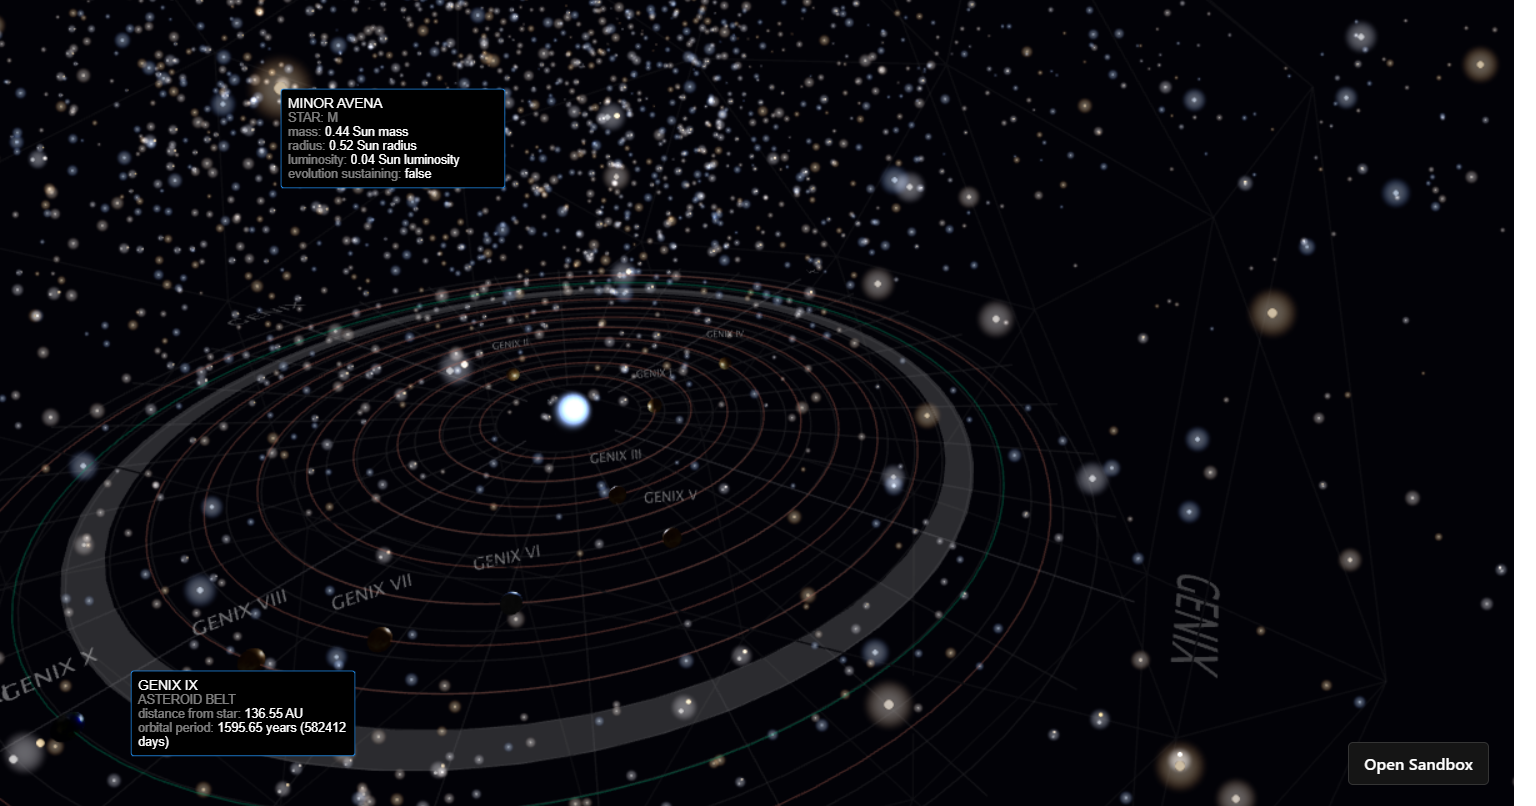 MINOR AVENA
STAR: M
mass: 0.44 Sun mass
radius: 0.52 Sun radius
luminosity: 0.04 Sun luminosity
evolution sustaining: false
GENIX
GENIX IV
GENIX II
GENIX I
GENIX III
GENIX V
GENIX VI
GENIX VII
GENIX VIII
GENIX X
GENIX
GENIX IX
ASTEROID BELT
distance from star: 136.55 AU
orbital period: 1595.65 years (582412
days)
Open Sandbox